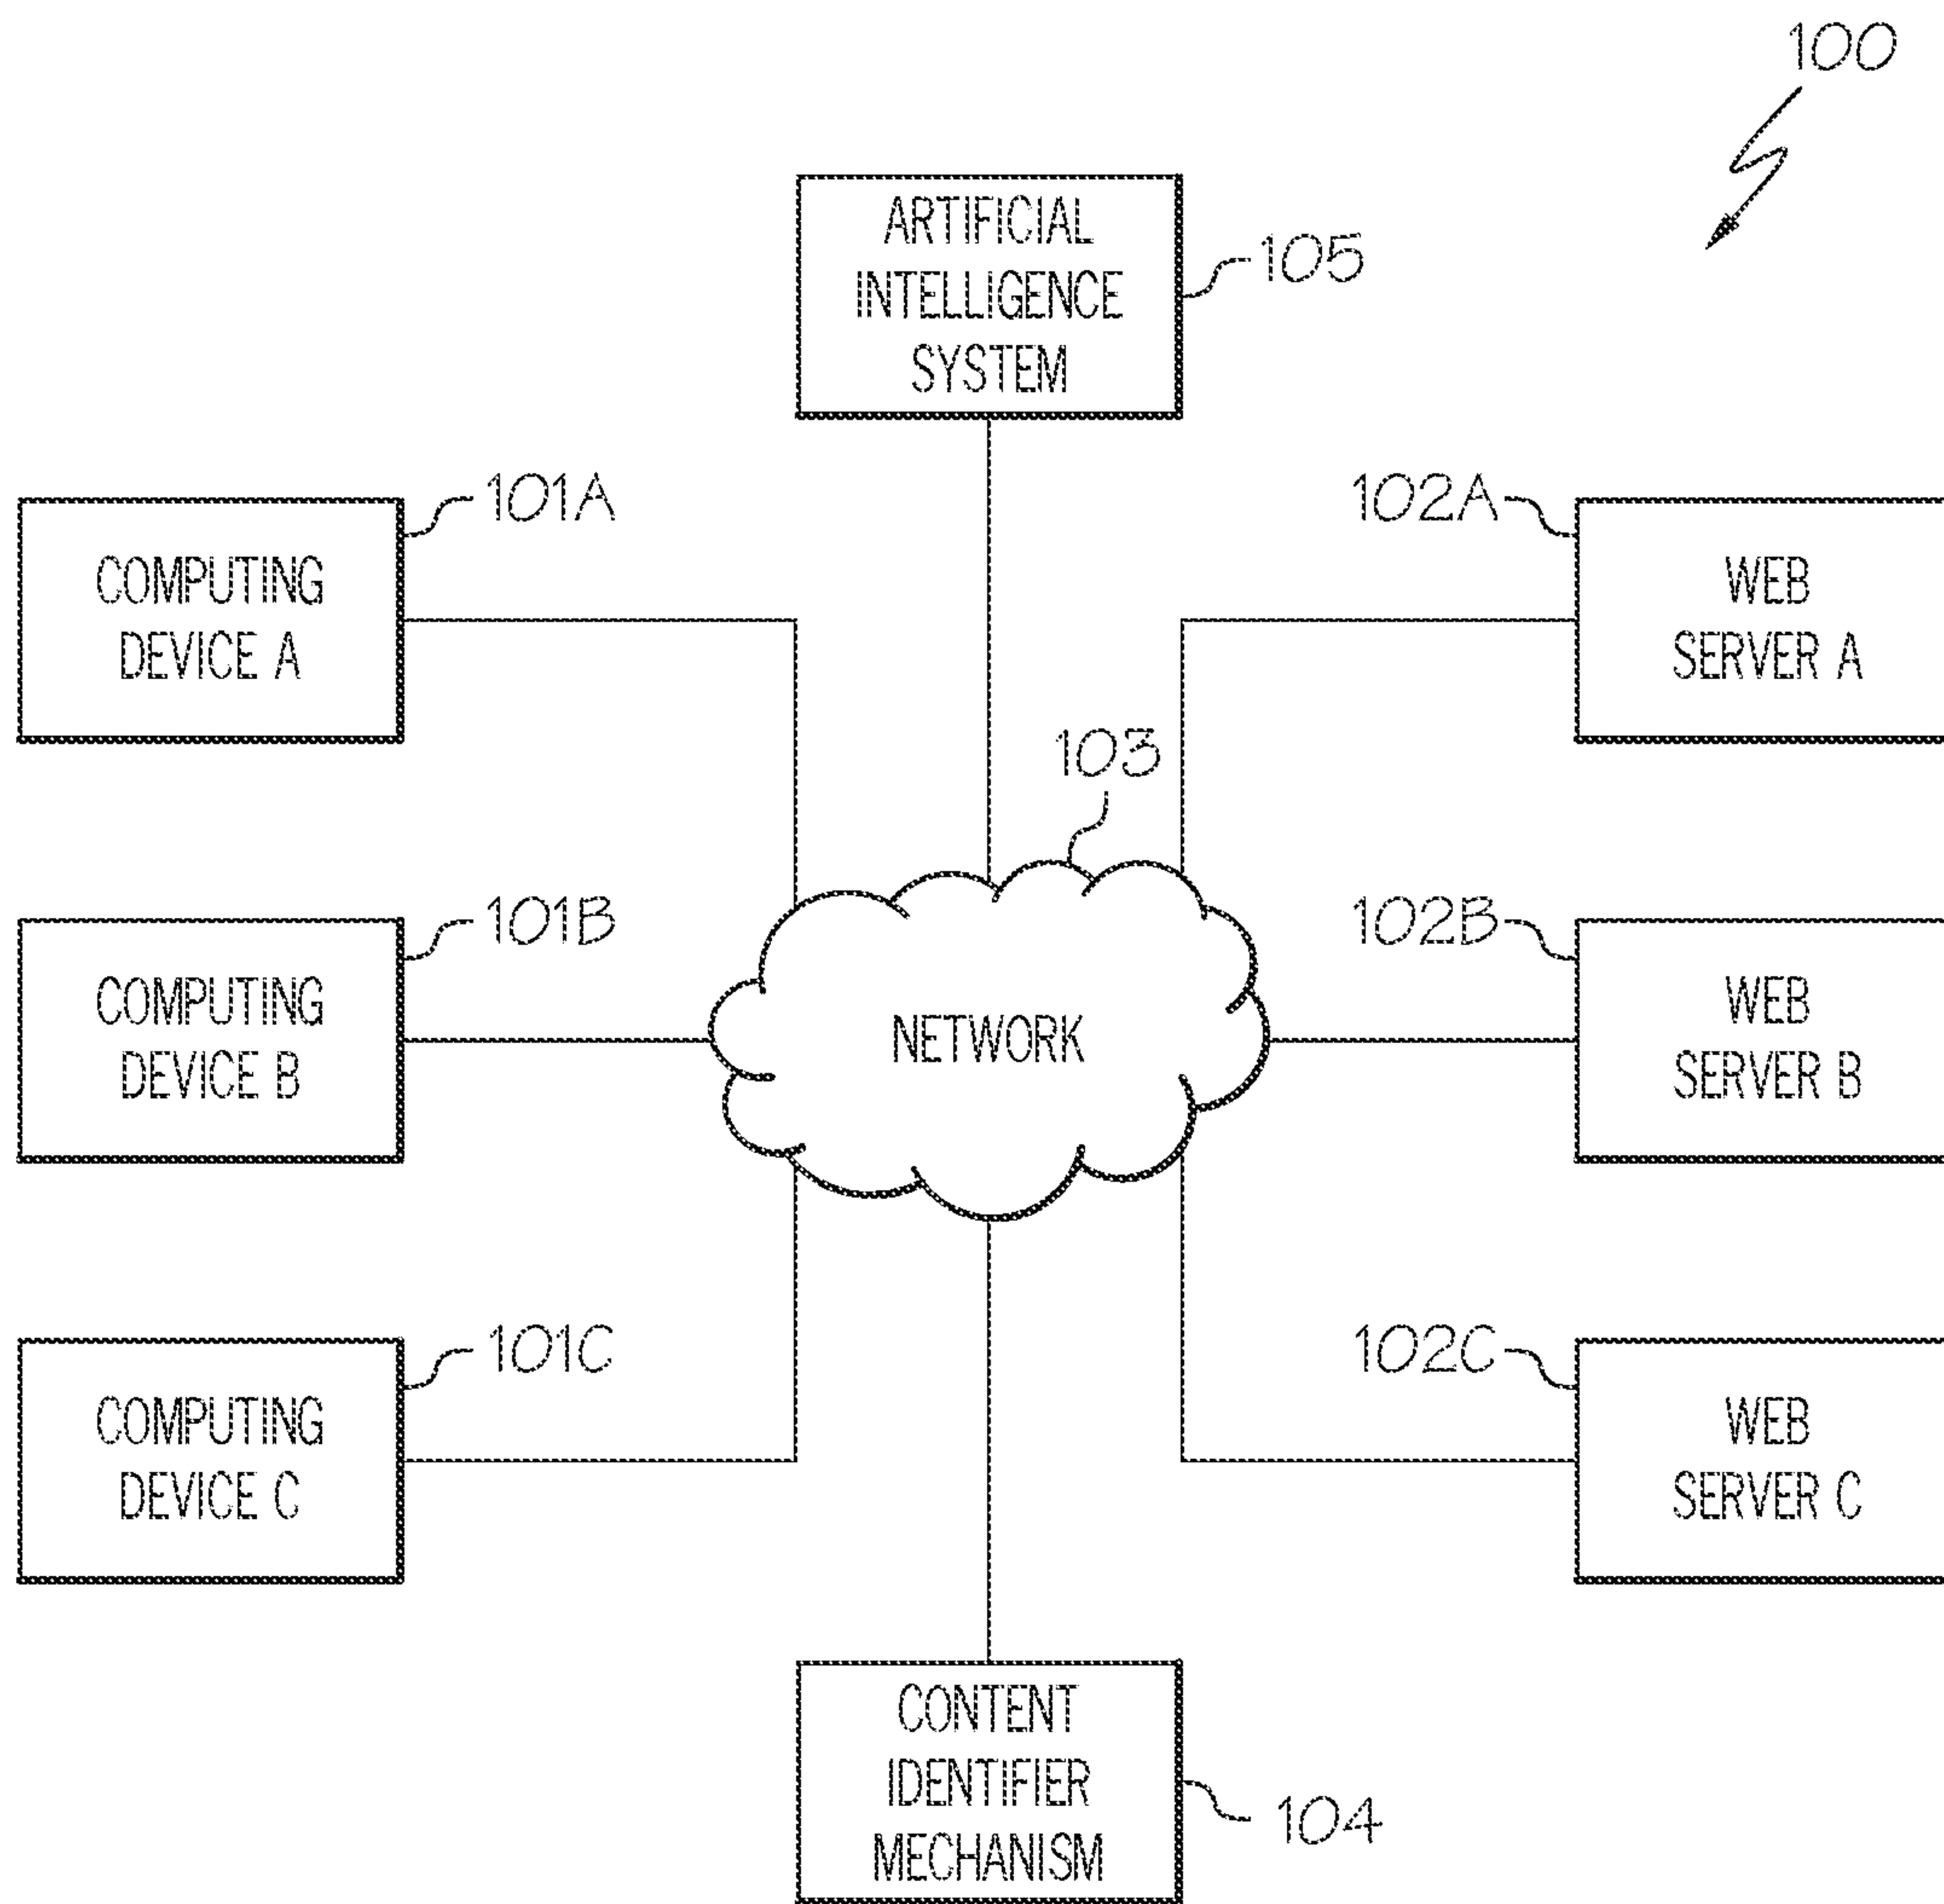 100
ARTIFICIAL
INTELLIGENCE
SYSTEM
105
101A
COMPUTING
DEVICE A
102A
WEB
SERVER A
103
101B
COMPUTING
DEVICE B
NETWORK
102B
WEB
SERVER B
101C
COMPUTING
DEVICE C
102C
WEB
SERVER C
CONTENT
IDENTIFIER
MECHANISM
104